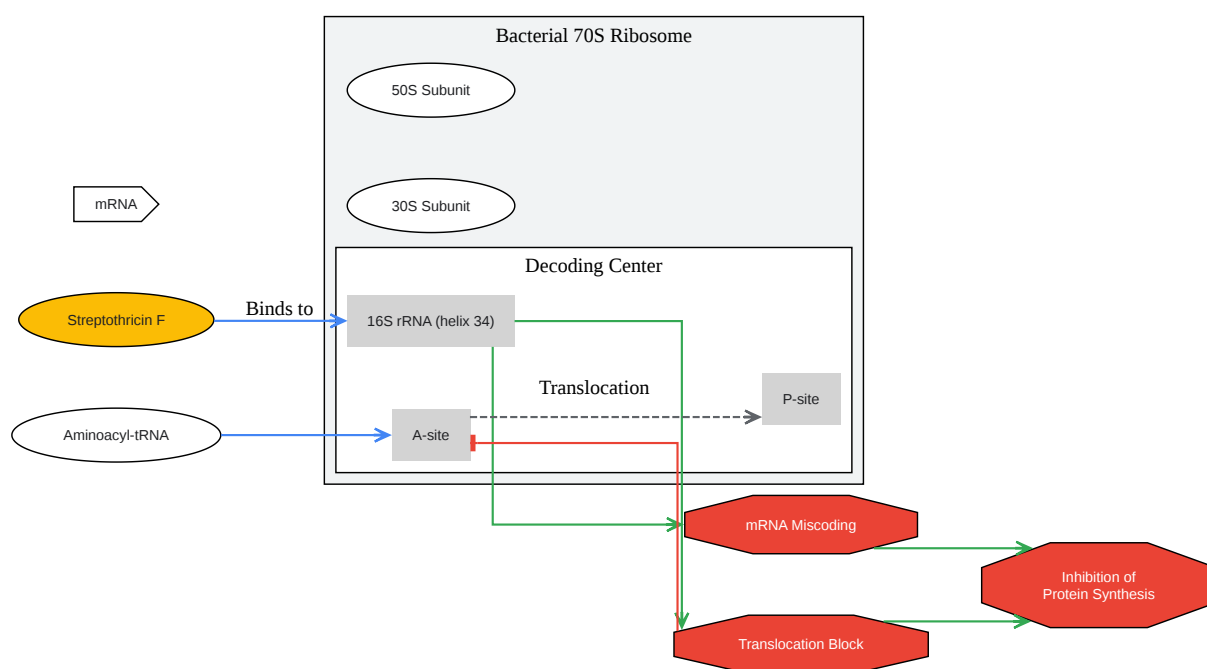 Bacterial 70S Ribosome
50S Subunit
mRNA
30S Subunit
Decoding Center
Streptothricin F
Binds to
16S rRNA (helix 34)
Translocation
P-site
Aminoacyl-tRNA
A-site
mRNA Miscoding
Inhibition of
Protein Synthesis
Translocation Block